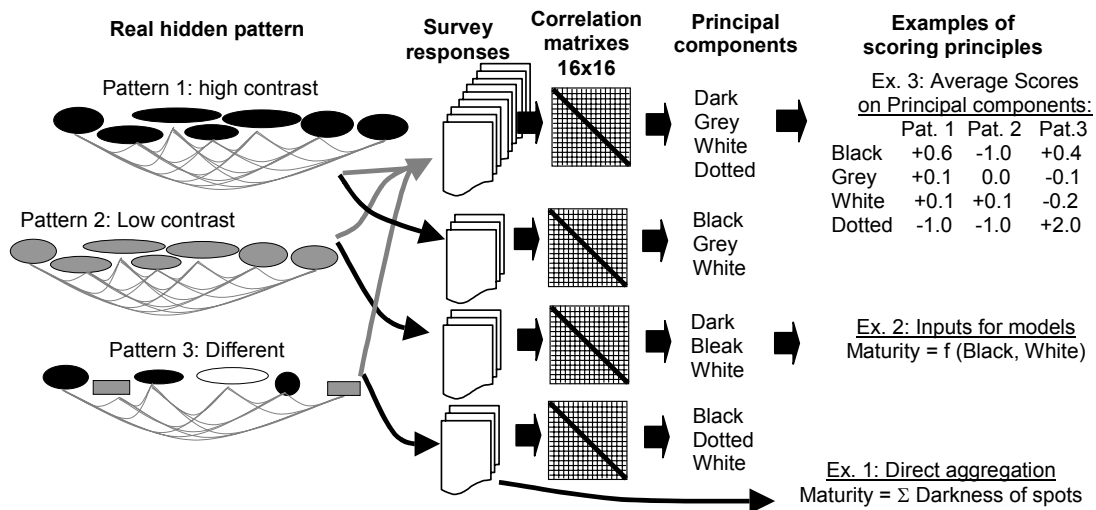 Real hidden pattern
Survey
responses
Correlation
matrixes
16x16
Principal
components
Examples of
scoring principles
Pattern 1: high contrast
Pattern 2: Low contrast
Pattern 3: Different
Dark
Grey
White
Dotted
Black
Grey
White
Dark
Bleak
White
Black
Dotted
White
Ex. 3: Average Scores
on Principal components:
Pat. 1 Pat. 2 Pat.3
Black +0.6 -1.0 +0.4
Grey +0.1 0.0 -0.1
White +0.1 +0.1 -0.2
Dotted -1.0 -1.0 +2.0
Ex. 2: Inputs for models
Maturity = f (Black, White)
Ex. 1: Direct aggregation
Maturity = Σ Darkness of spots